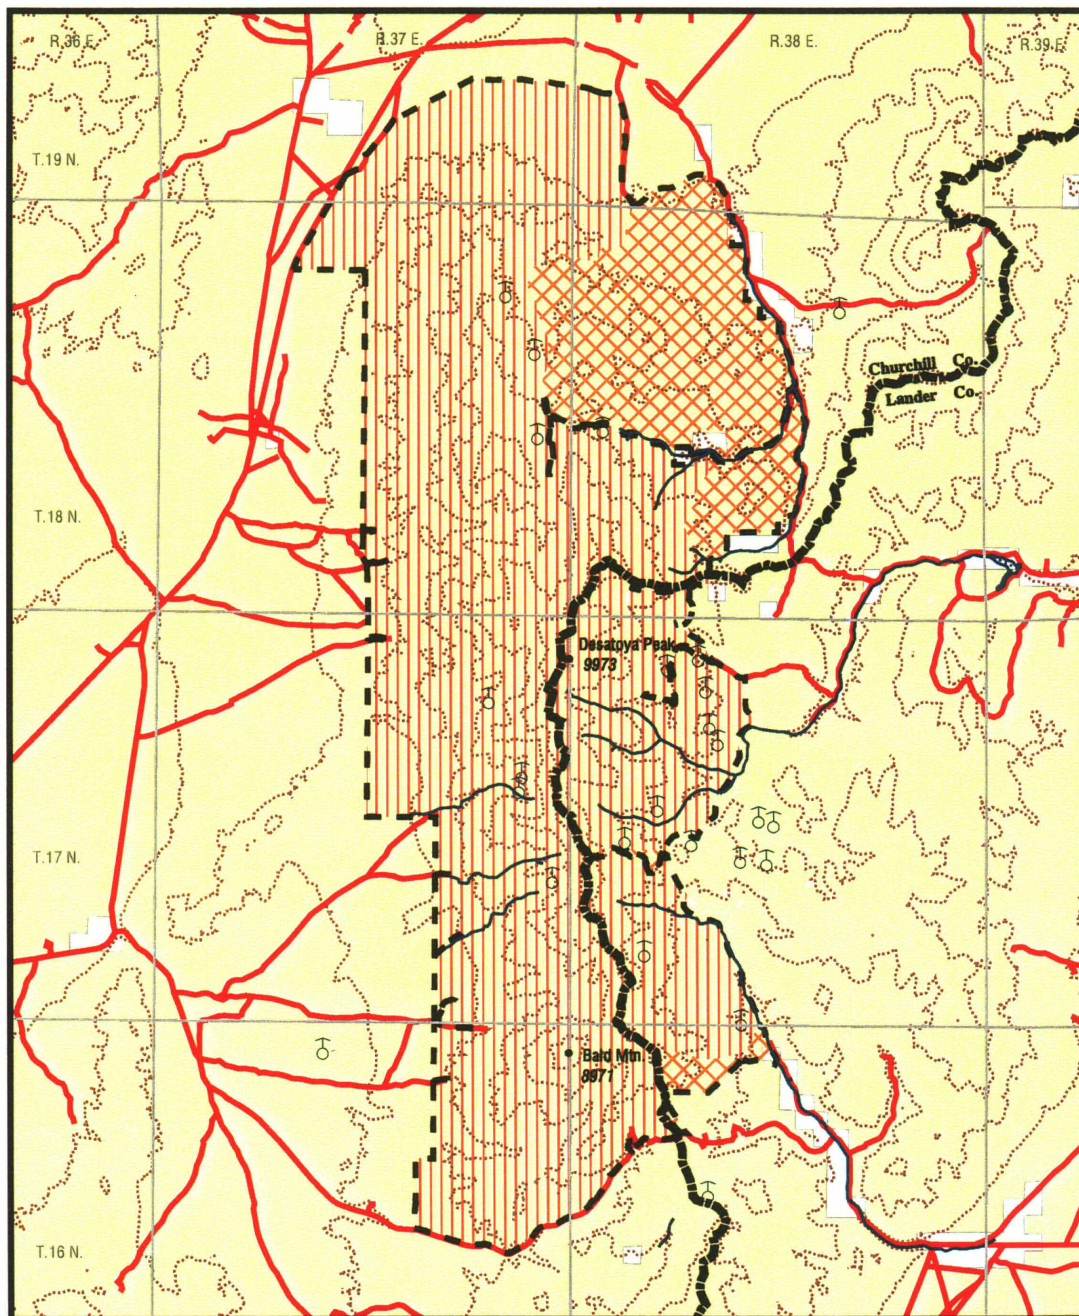 R.36 E.
R.37 E.
R.38 E.
R.39 E.
T.19 N.
Churchill Co.
Lander Co.
T.18 N.
Desatoya Peak
9973
T.17 N.
Bald Mtn.
8971
T.16 N.